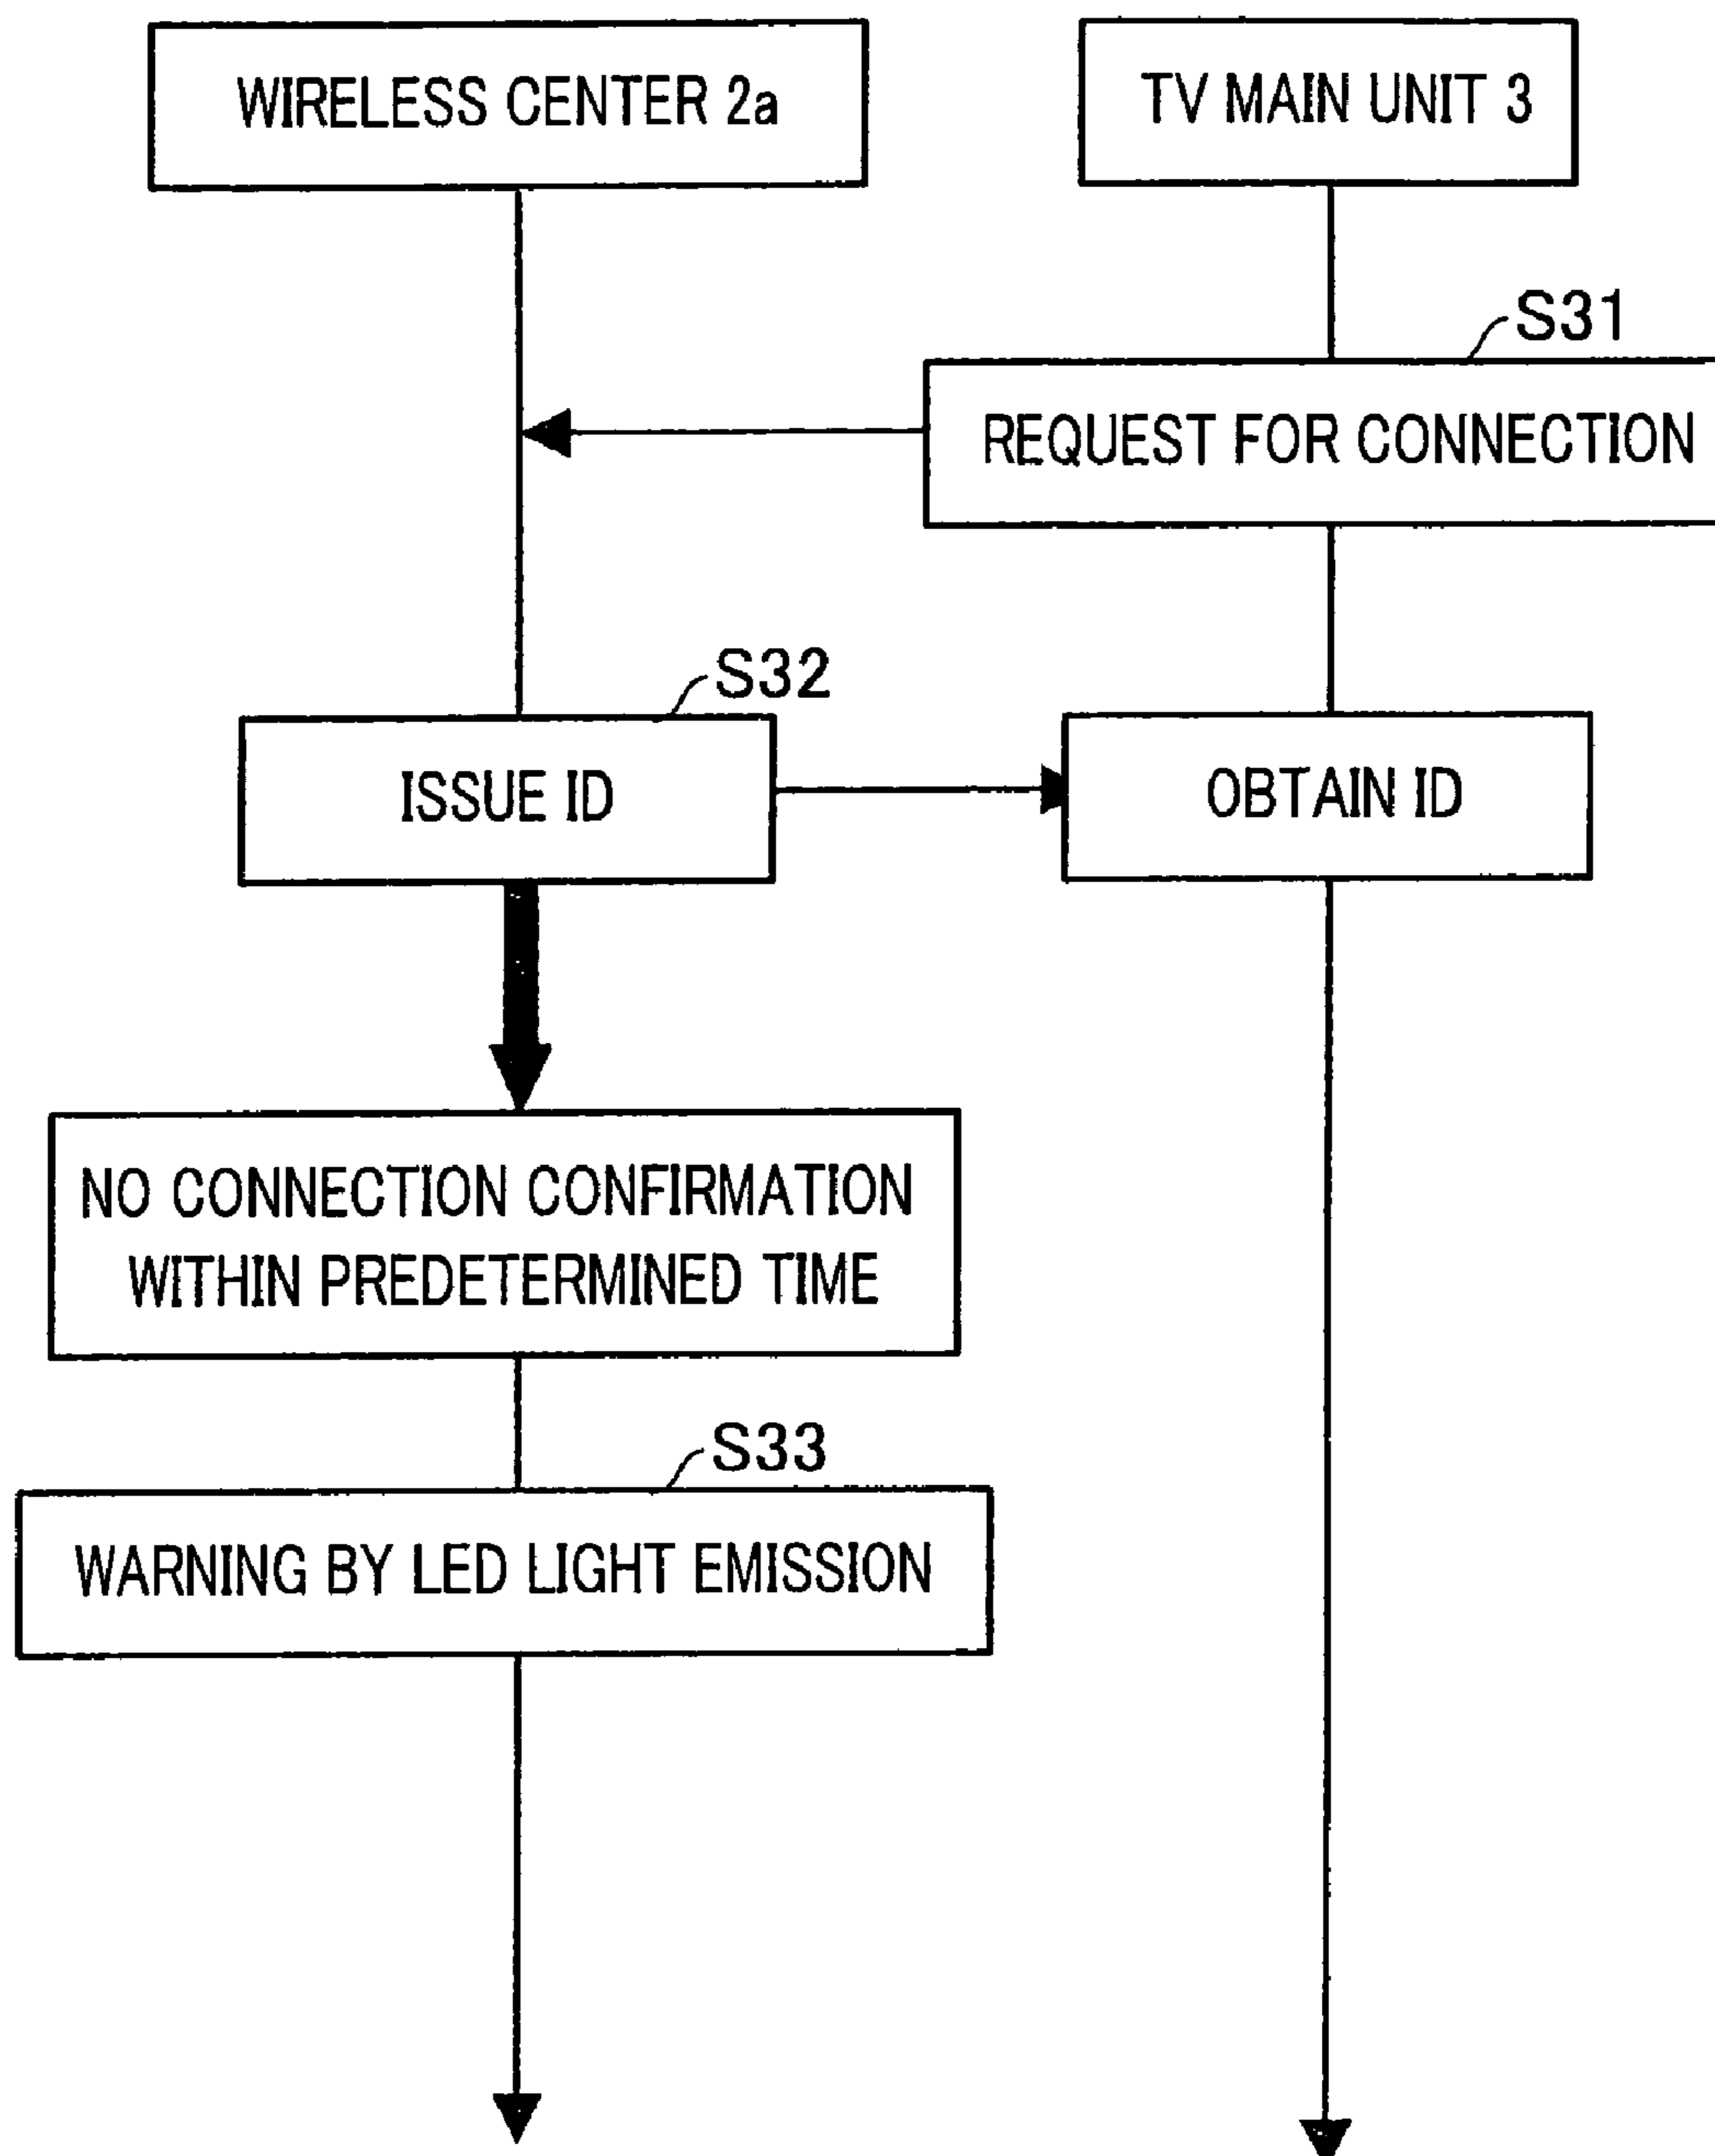 WIRELESS CENTER 2a
TV MAIN UNIT 3
S31
REQUEST FOR CONNECTION
S32
ISSUE ID
OBTAIN ID
NO CONNECTION CONFIRMATION
WITHIN PREDETERMINED TIME
S33
WARNING BY LED LIGHT EMISSION